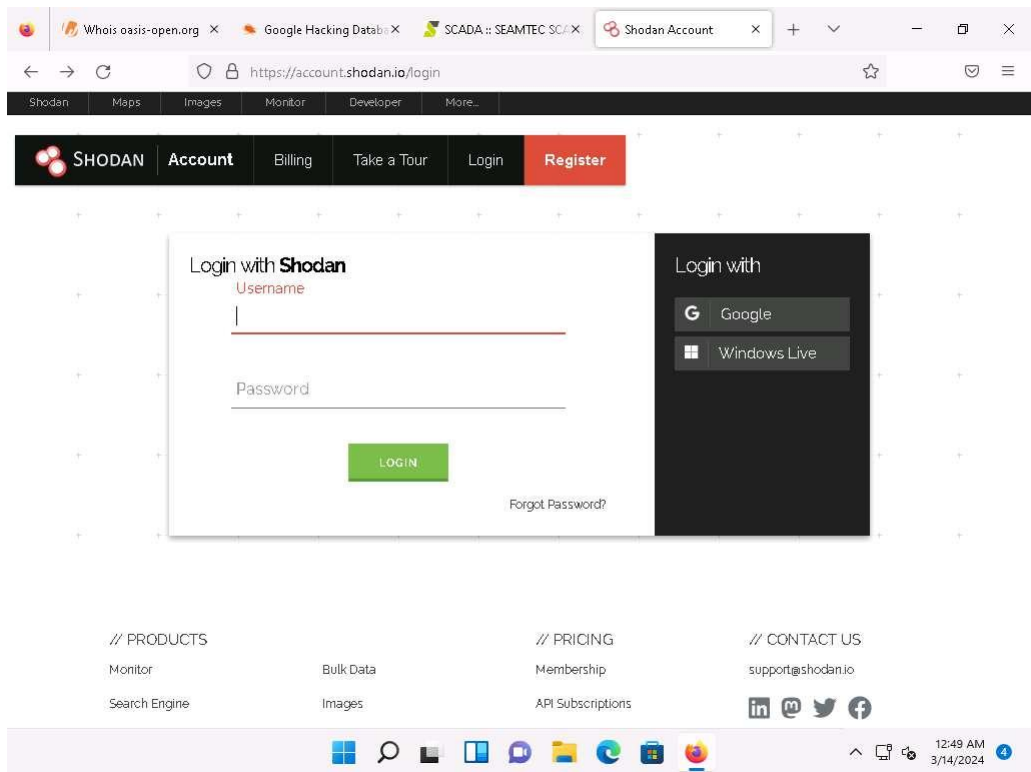 Whois oasis-open.org Google Hacking Databa SCADA :: SEAMTEC SCA Shodan Account
https://account.shodan.io/login
Shodan Maps Images Monitor Developer More...
SHODAN Account Billing Take a Tour Login Register
Login with Shodan
Username
Password
LOGIN
Forgot Password?
Login with
Google
Windows Live
// PRODUCTS
Monitor
Search Engine
Bulk Data
Images
// PRICING
Membership
API Subscriptions
// CONTACT US
support@shodan.io
12:49 AM
3/14/2024
4